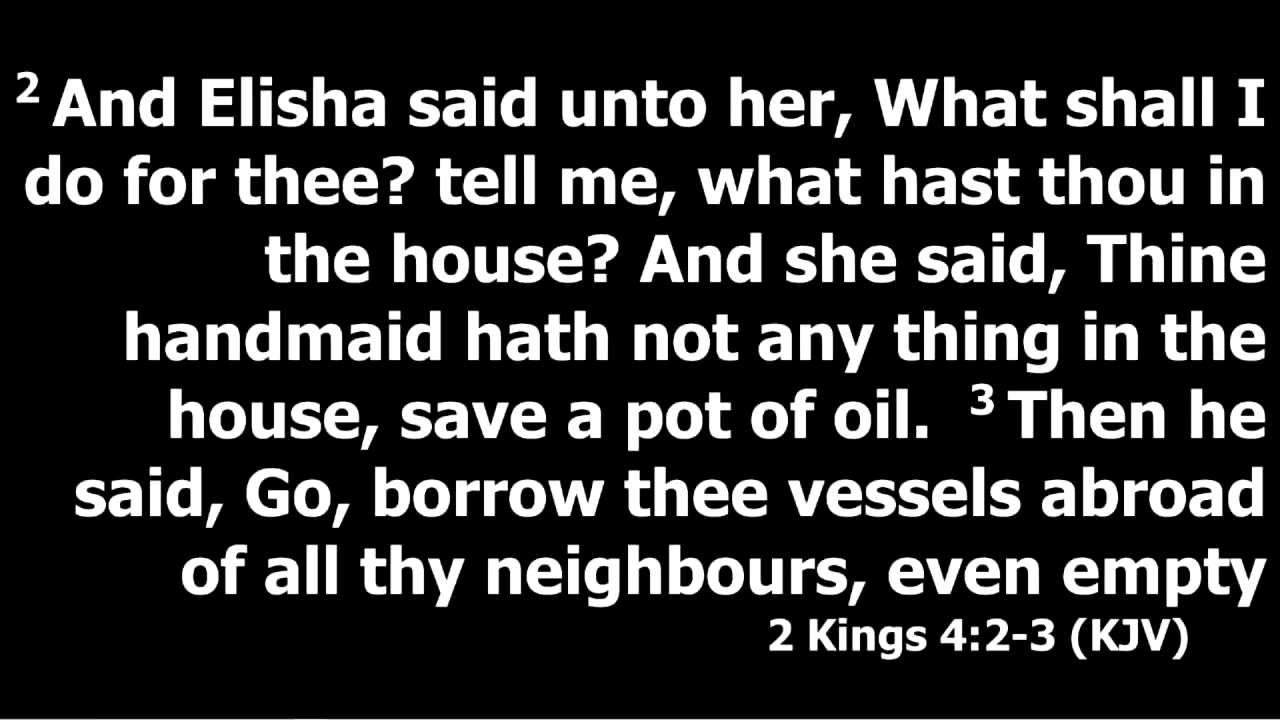 2 And Elisha said unto her, What shall I
do for thee? tell me, what hast thou in
the house? And she said, Thine
handmaid hath not any thing in the
house, save a pot of oil. 3 Then he
said, Go, borrow thee vessels abroad
of all thy neighbours, even empty
2 Kings 4:2-3 (KJV)